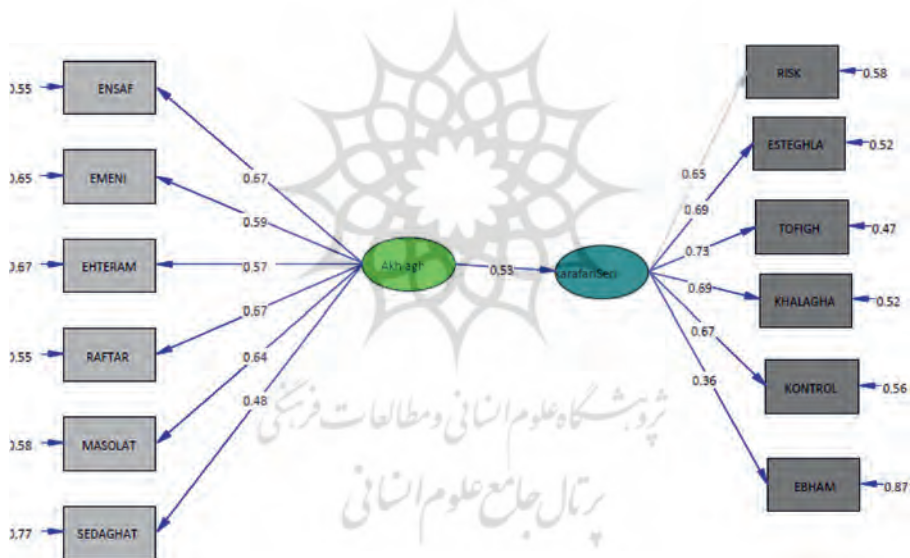 0.55
ENSAF
0.65
EMENI
0.67
EHTERAM
0.55
RAFTAR
0.58
MASOLAT
0.77
SEDAGHAT
0.67
0.59
0.57
0.67
0.64
0.48
Akhlagh
0.53
0.65
0.69
0.73
0.69
0.67
0.36
RISK
0.58
ESTEGHLA
0.52
TOFIGH
0.47
KHALAGHA
0.52
KONTROL
0.56
EBHAM
0.87
پژوهشگاه علوم انسانی و مطالعات فرهنگی
پرتال جامع علوم انسانی